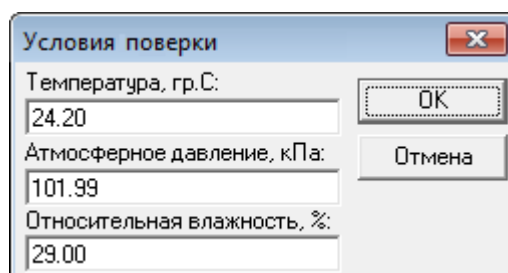 Условия поверки
Температура, гр.С:
24.20
Атмосферное давление, кПа:
101.99
Относительная влажность, %:
29.00
OK
Отмена